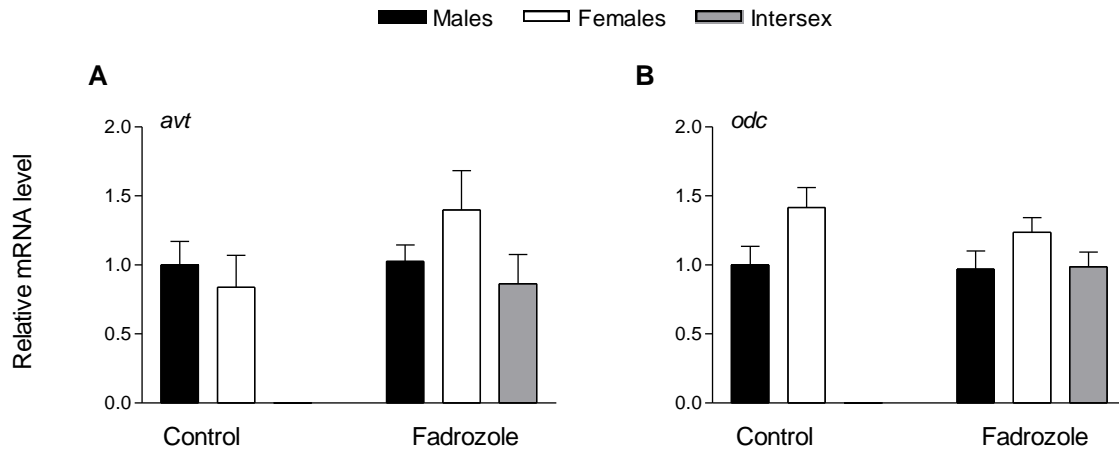 Males Females Intersex
A
avt
Relative mRNA level
2.0
1.5
1.0
0.5
0.0
Control Fadrozole
B
odc
2.0
1.5
1.0
0.5
0.0
Control Fadrozole